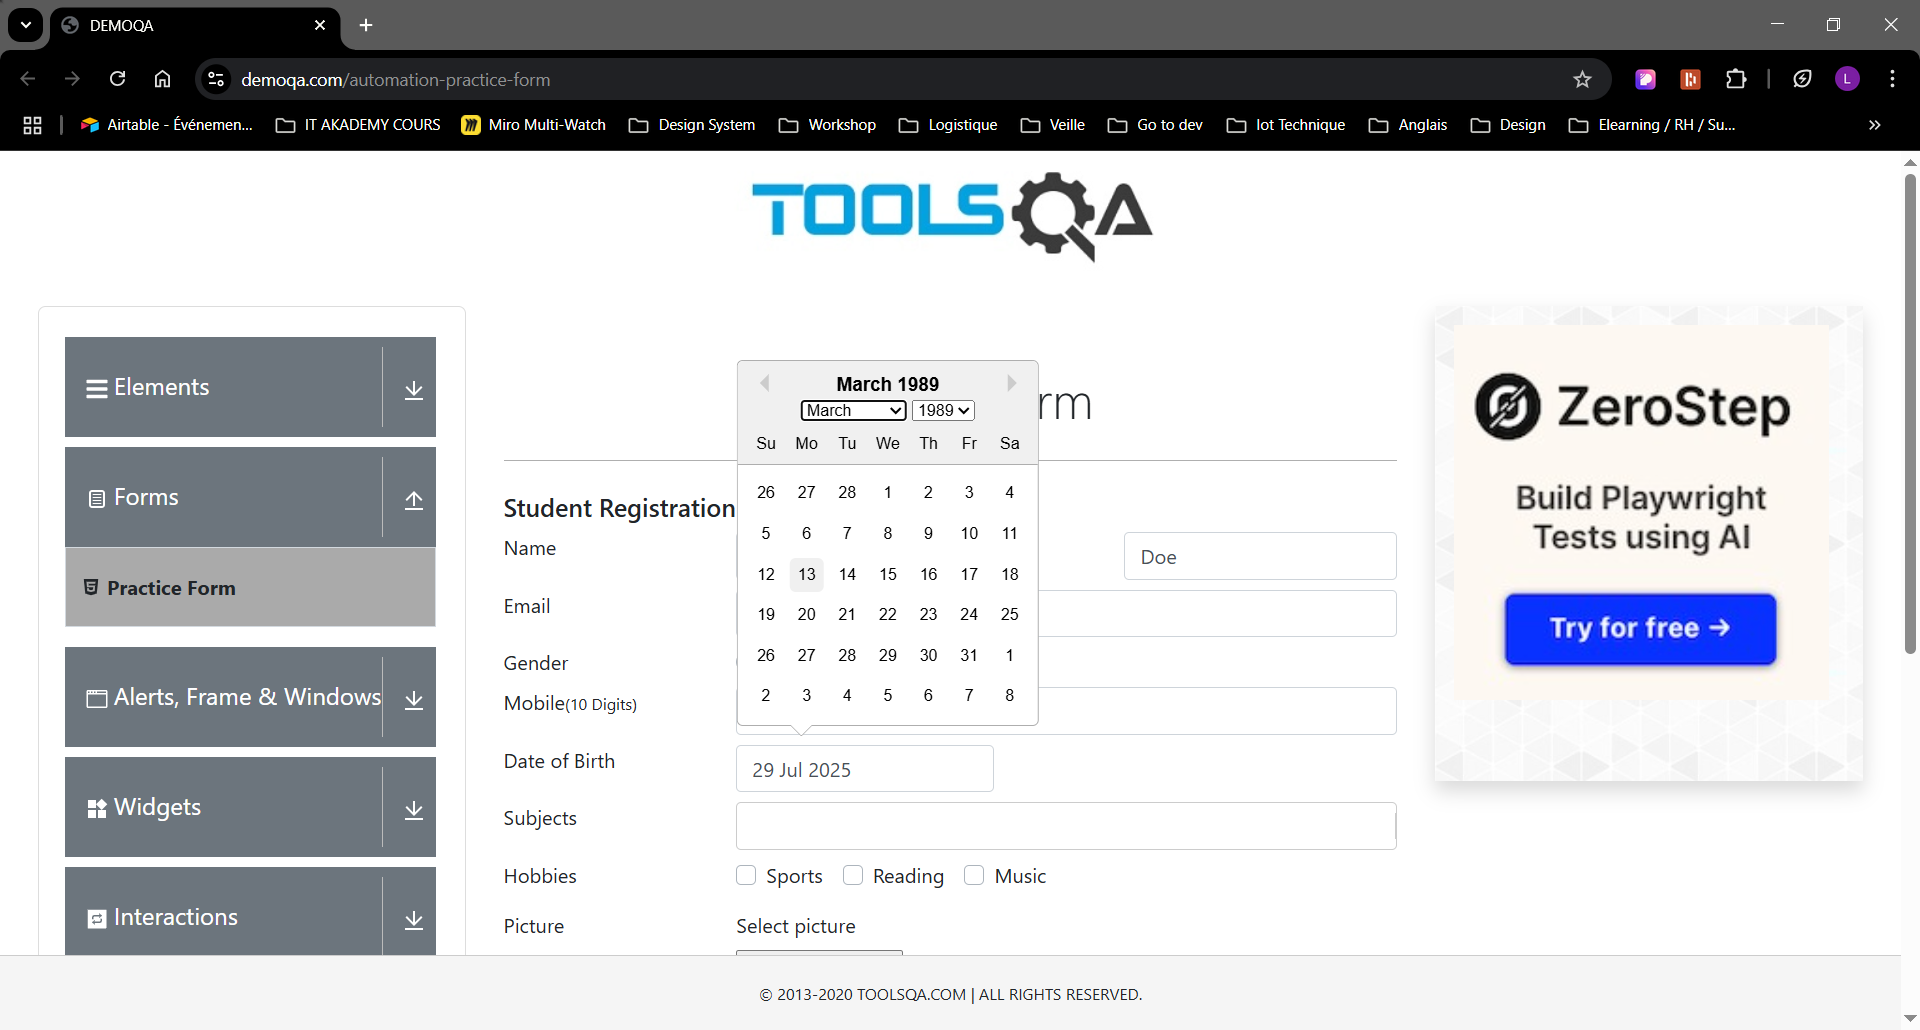 DEMOQA
demoqa.com/automation-practice-form
L
Airtable - Événemen... IT AKADEMY COURS Miro Multi-Watch Design System Workshop Logistique Veille Go to dev Iot Technique Anglais Design Elearning / RH / Su...
TOOLSQA
Elements
Forms
Practice Form
Alerts, Frame & Windows
Widgets
Interactions
rm
Student Registration
Name
Doe
Email
Gender
Mobile(10 Digits)
Date of Birth
29 Jul 2025
Subjects
Hobbies
Sports Reading Music
Picture
Select picture
March 1989
March 1989
Su Mo Tu We Th Fr Sa
26 27 28 1 2 3 4
5 6 7 8 9 10 11
12 13 14 15 16 17 18
19 20 21 22 23 24 25
26 27 28 29 30 31 1
2 3 4 5 6 7 8
ZeroStep
Build Playwright
Tests using AI
Try for free →
© 2013-2020 TOOLSQA.COM | ALL RIGHTS RESERVED.